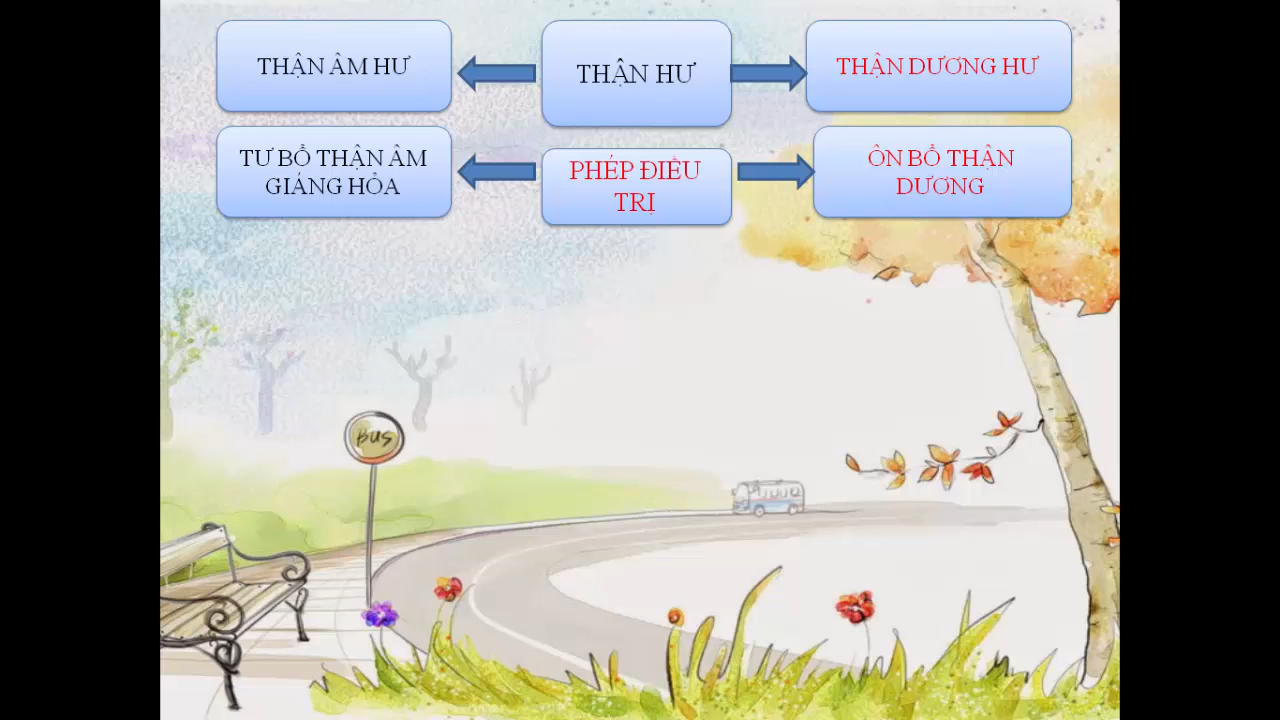 THẬN ÂM HƯ
THẬN HƯ
THẬN DƯƠNG HƯ
TƯ BỔ THẬN ÂM
GIÁNG HỎA
PHÉP ĐIỀU
TRỊ
ÔN BỔ THẬN
DƯƠNG
BUS